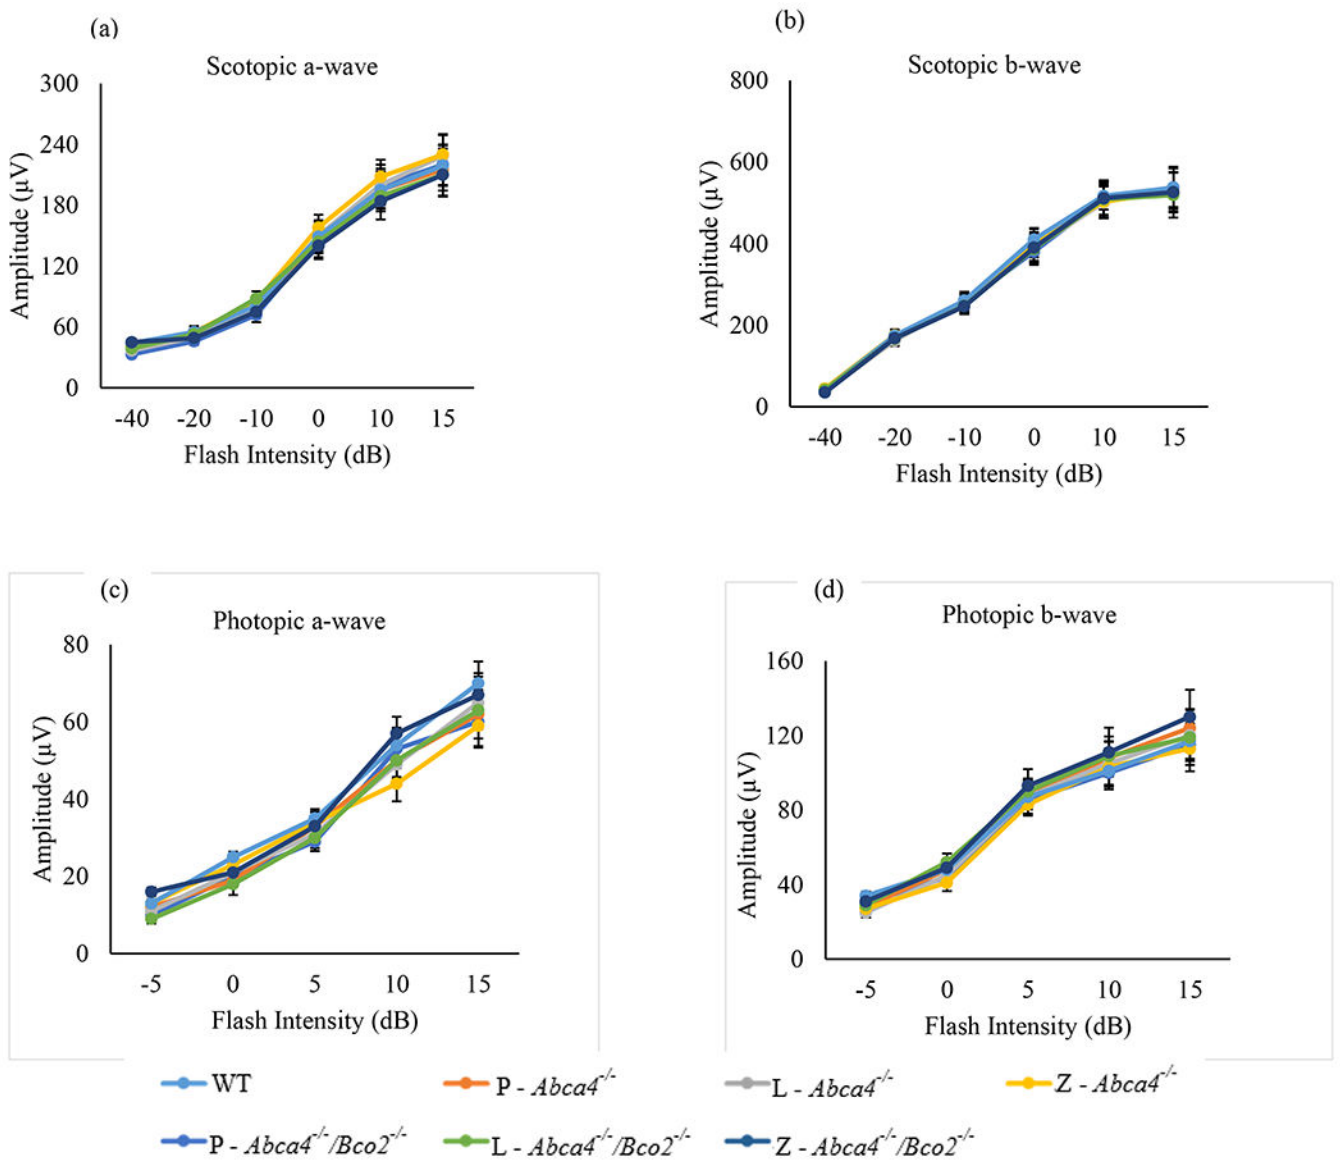 (a)
Scotopic a-wave
300
240
180
120
60
0
Amplitude (µV)
-40 -20 -10 0 10 15
Flash Intensity (dB)
(b)
Scotopic b-wave
800
600
400
200
0
Amplitude (µV)
-40 -20 -10 0 10 15
Flash Intensity (dB)
(c)
Photopic a-wave
80
60
40
20
0
Amplitude (µV)
-5 0 5 10 15
Flash Intensity (dB)
(d)
Photopic b-wave
160
120
80
40
0
Amplitude (µV)
-5 0 5 10 15
Flash Intensity (dB)
WT P - Abca4-/- L - Abca4-/- Z - Abca4-/-
P - Abca4-/-/Bco2-/- L - Abca4-/-/Bco2-/- Z - Abca4-/-/Bco2-/-